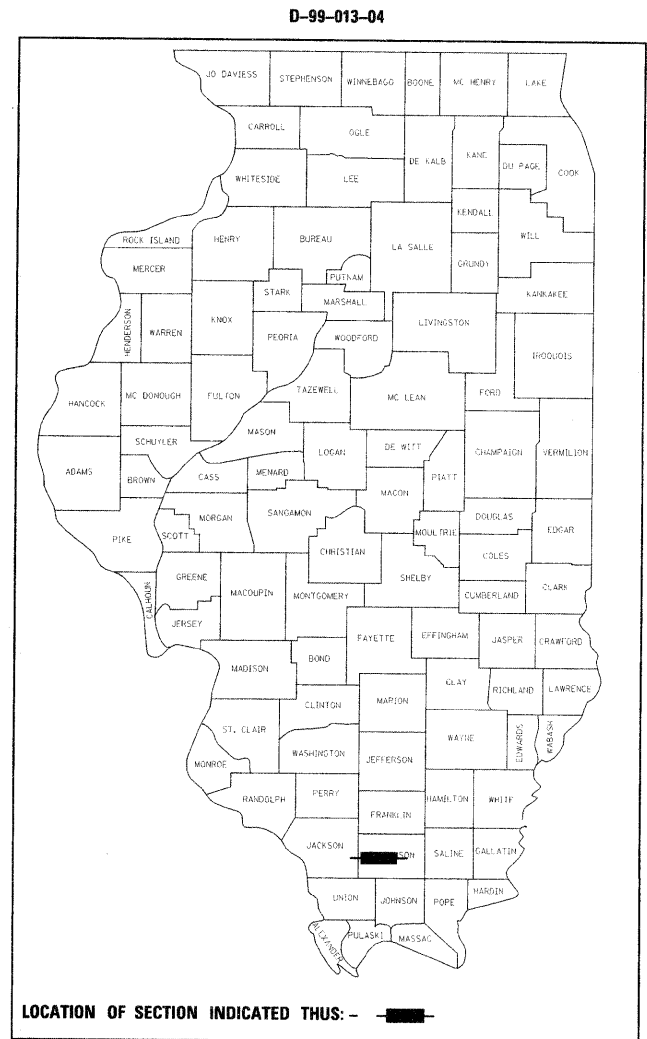 D-99-013-04
JO DAVIESS STEPHENSON WINNEBAGO BOONE MC HENRY LAKE
CARROLL OGLE
DE KALB KANE DU PAGE COOK
WHITESIDE LEE
KENDALL
ROCK ISLAND HENRY BUREAU LA SALLE WILL
MERCER GRUNDY
PUTNAM
STARK MARSHALL KANKAKEE
HENDERSON WARREN KNOX LIVINGSTON
PEORIA WOODFORD IROQUOIS
HANCOCK MC DONOUGH FULTON TAZEWELL MC LEAN FORD
MASON
SCHUYLER LOGAN DE WITT CHAMPAIGN VERMILION
ADAMS BROWN CASS MENARD PIATT
MACON
MORGAN SANGAMON DOUGLAS
PIKE SCOTT MOULTRIE EDGAR
CHRISTIAN COLES
CALHOUN GREENE MACOUPIN MONTGOMERY SHELBY
CUMBERLAND CLARK
JERSEY
FAYETTE EFFINGHAM JASPER CRAWFORD
MADISON BOND
CLAY RICHLAND LAWRENCE
CLINTON MARION
ST. CLAIR WAYNE EDWARDS WABASH
WASHINGTON JEFFERSON
MONROE
RANDOLPH PERRY HAMILTON WHITE
FRANKLIN
JACKSON SON SALINE GALLATIN
UNION JOHNSON POPE HARDIN
ALEXANDER PULASKI MASSAC
LOCATION OF SECTION INDICATED THUS: -